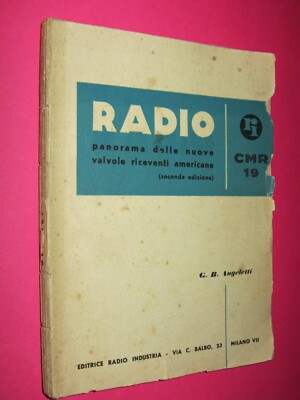 RADIO
panorama delle nuove
valvole riceventi americane
(seconda edizione)
ri
CMR
19
G. B. Angeletti
EDITRICE RADIO INDUSTRIA - VIA C. BALBO, 23 MILANO VII